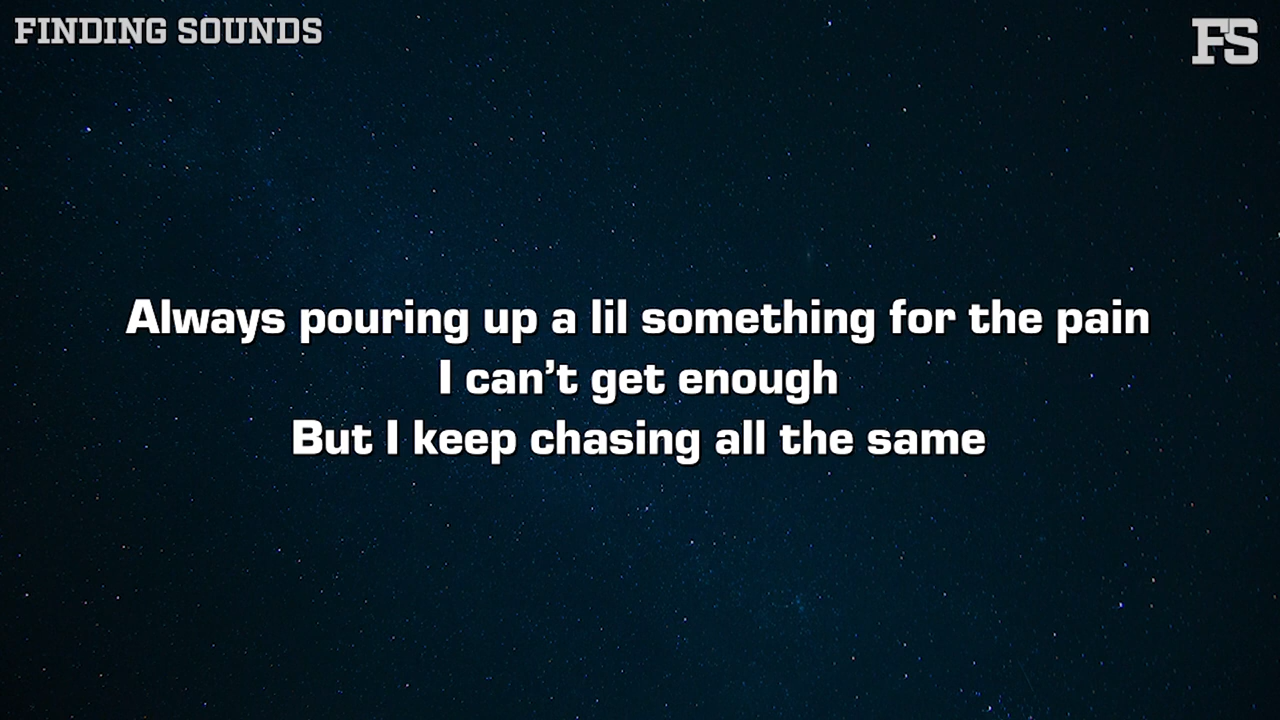 FINDING SOUNDS
FS
Always pouring up a lil something for the pain
I can’t get enough
But I keep chasing all the same